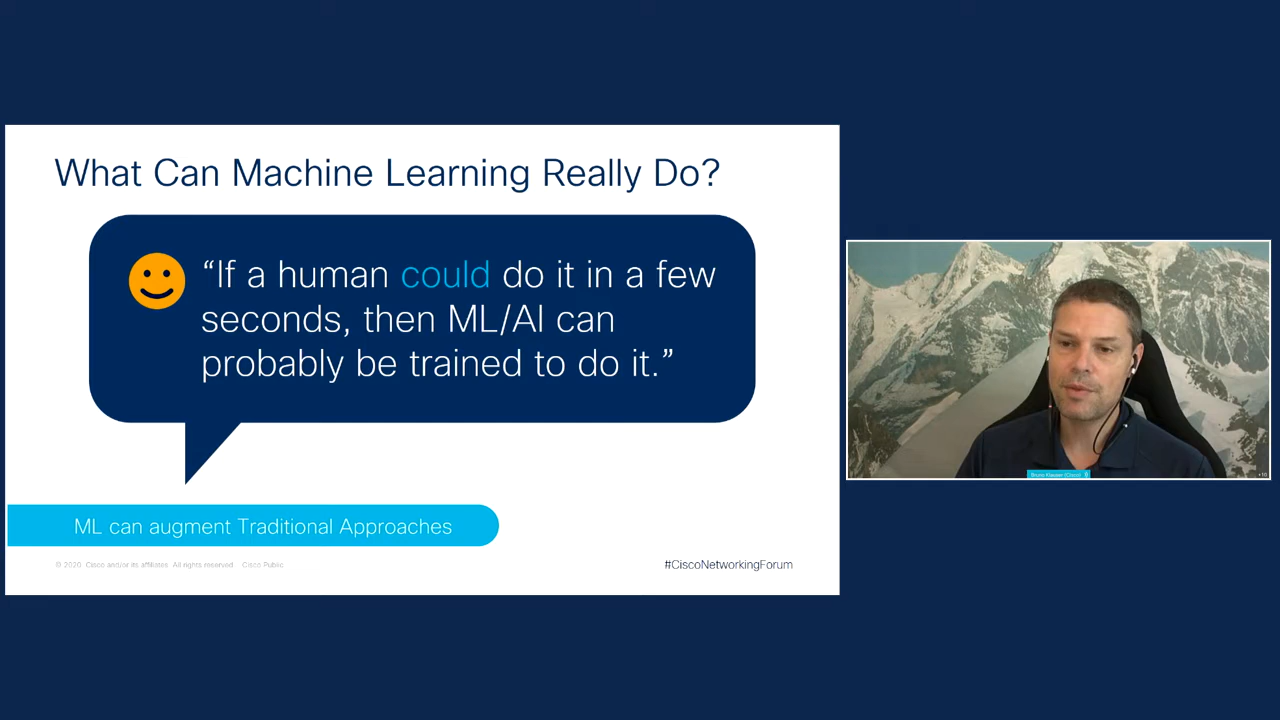 What Can Machine Learning Really Do?
“If a human could do it in a few
seconds, then ML/AI can
probably be trained to do it.”
ML can augment Traditional Approaches
© 2020 Cisco and/or its affiliates. All rights reserved. Cisco Public
#CiscoNetworkingForum